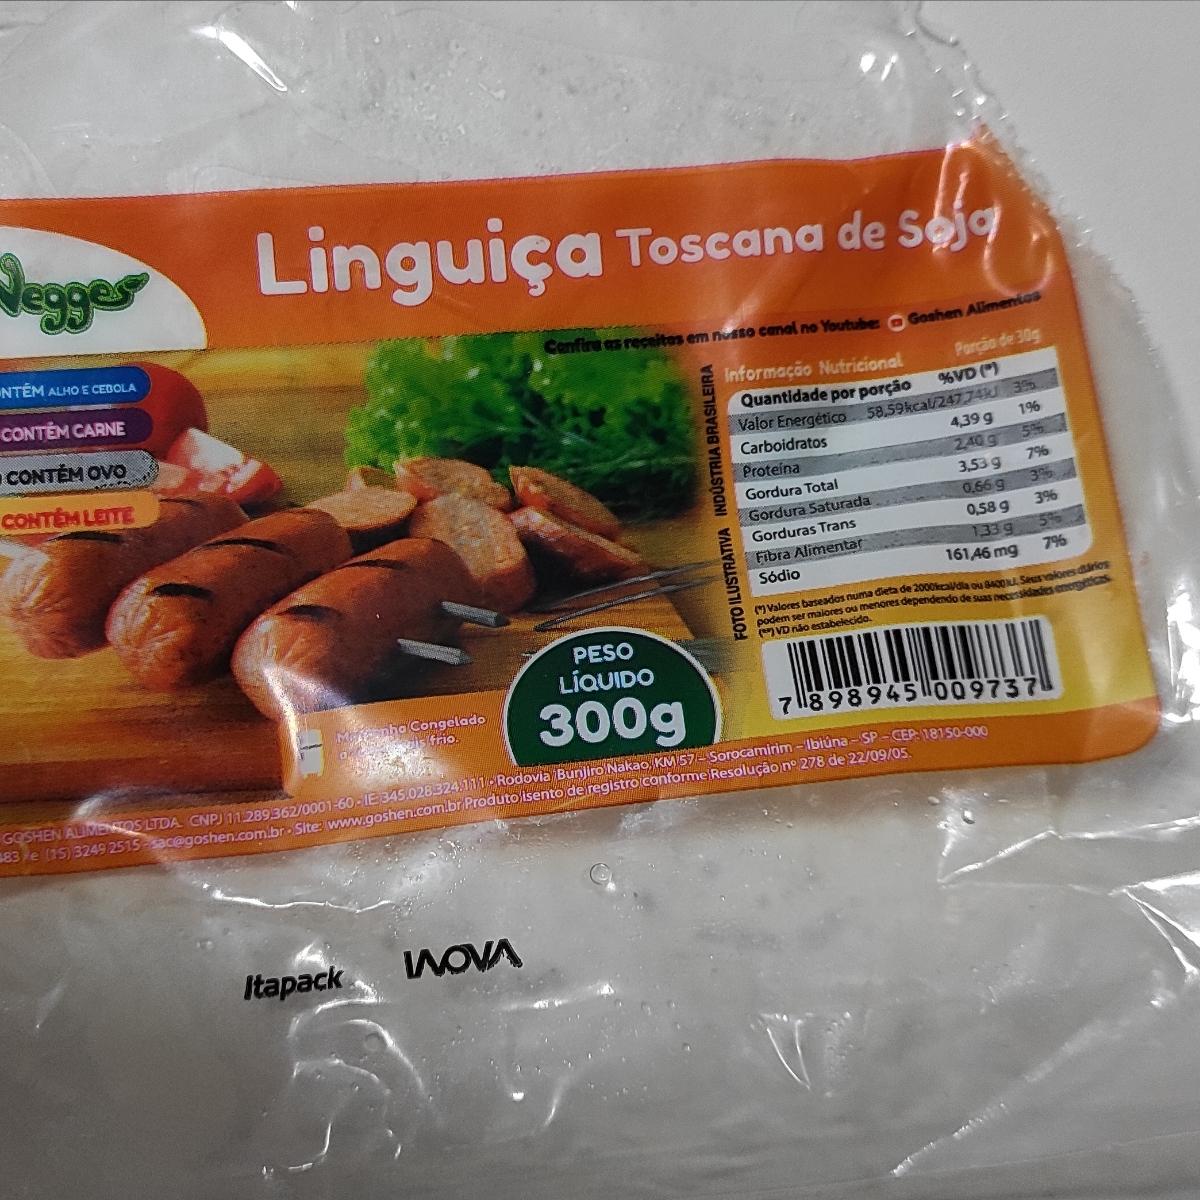 Vegges
Linguiça Toscana de Soja
Confira as receitas em nosso canal no Youtube: Goshen Alimentos
ALHO E CEBOLA
CONTÉM CARNE
CONTÉM OVO
CONTÉM LEITE
FOTO ILUSTRATIVA INDÚSTRIA BRASILEIRA
Informação Nutricional Porção de 30g
Quantidade por porção %VD (*)
Valor Energético 58,59kcal/247,74kJ 3%
Carboidratos 4,39 g 1%
Proteína 2,40 g 5%
Gordura Total 3,53 g 7%
Gordura Saturada 0,66 g 3%
Gorduras Trans 0,58 g 3%
Fibra Alimentar 1,33 g 5%
Sódio 161,46 mg 7%
(*) Valores baseados numa dieta de 2000kcal/dia ou 8400kJ. Seus valores diários
podem ser maiores ou menores dependendo de suas necessidades energéticas.
(**) VD não estabelecido.
7 898945 009737
PESO
LÍQUIDO
300g
Congelado
frio.
GOSHEN ALIMENTOS LTDA. CNPJ 11.289.362/0001-60 - IE: 345.028.324.111 • Rodovia Bunjiro Nakao, KM 57 – Sorocamirim – Ibiúna – SP – CEP: 18150-000
e (15) 3249 2515 - sac@goshen.com.br • Site: www.goshen.com.br Produto Isento de registro conforme Resolução nº 278 de 22/09/05.
Itapack INOVA